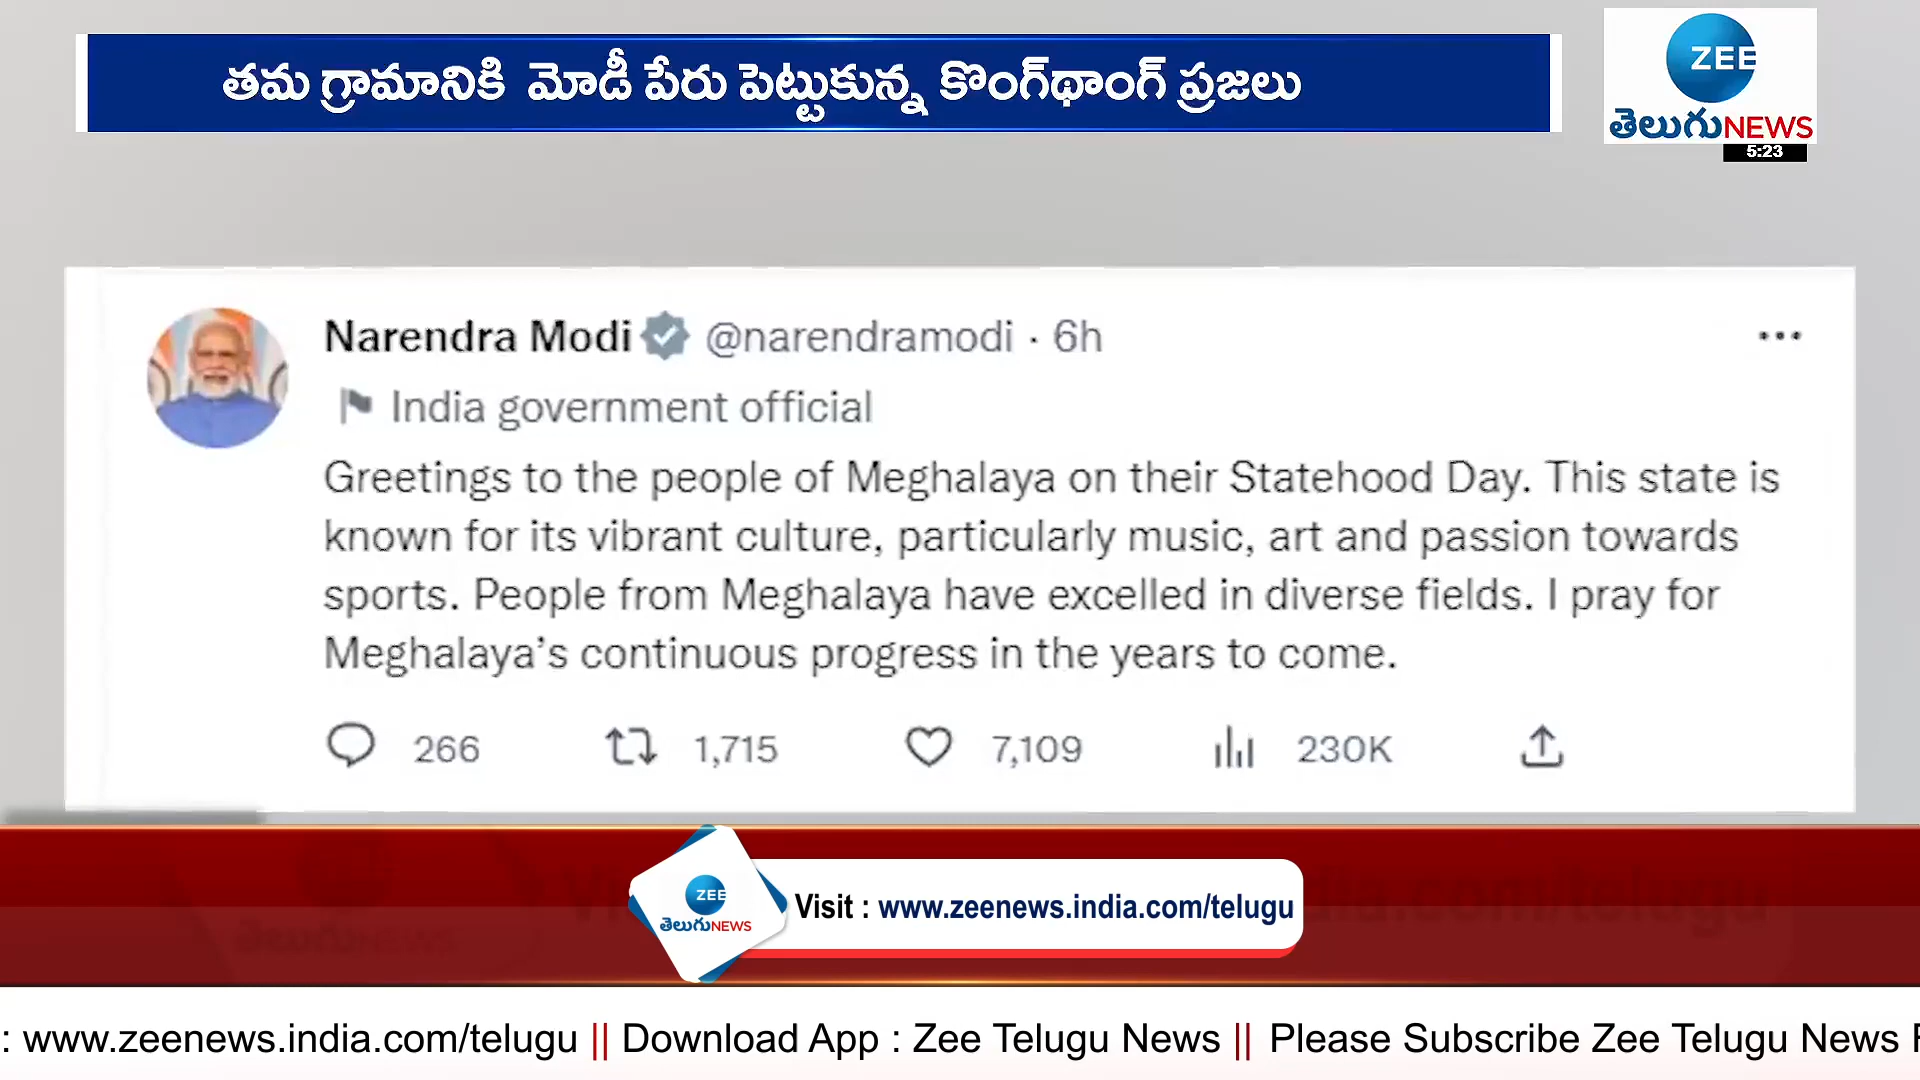 తమ గ్రామానికి మోడీ పేరు పెట్టుకున్న కొంగ్‌థాంగ్ ప్రజలు
ZEE
తెలుగు NEWS
5:23
Narendra Modi @narendramodi · 6h
India government official
Greetings to the people of Meghalaya on their Statehood Day. This state is
known for its vibrant culture, particularly music, art and passion towards
sports. People from Meghalaya have excelled in diverse fields. I pray for
Meghalaya’s continuous progress in the years to come.
266 1,715 7,109 230K
ZEE
తెలుగు NEWS
Visit : www.zeenews.india.com/telugu
: www.zeenews.india.com/telugu || Download App : Zee Telugu News || Please Subscribe Zee Telugu News